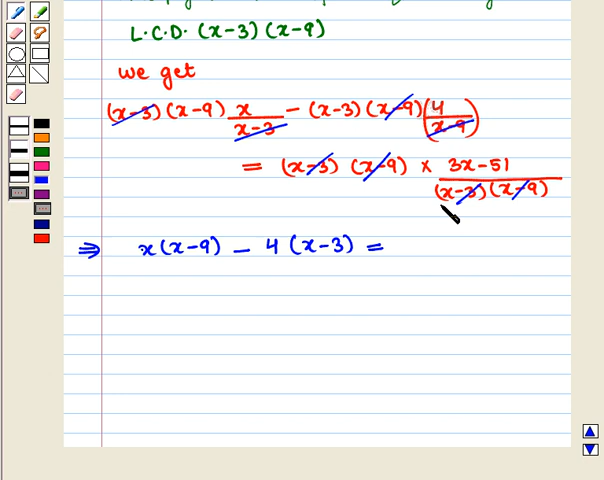 L.C.D. (x-3)(x-9)
we get
(x-3)(x-9) x/(x-3) - (x-3)(x-9)(4/(x-9))
= (x-3) (x-9) × (3x-51)/((x-3)(x-9))
⇒ x(x-9) - 4(x-3) =